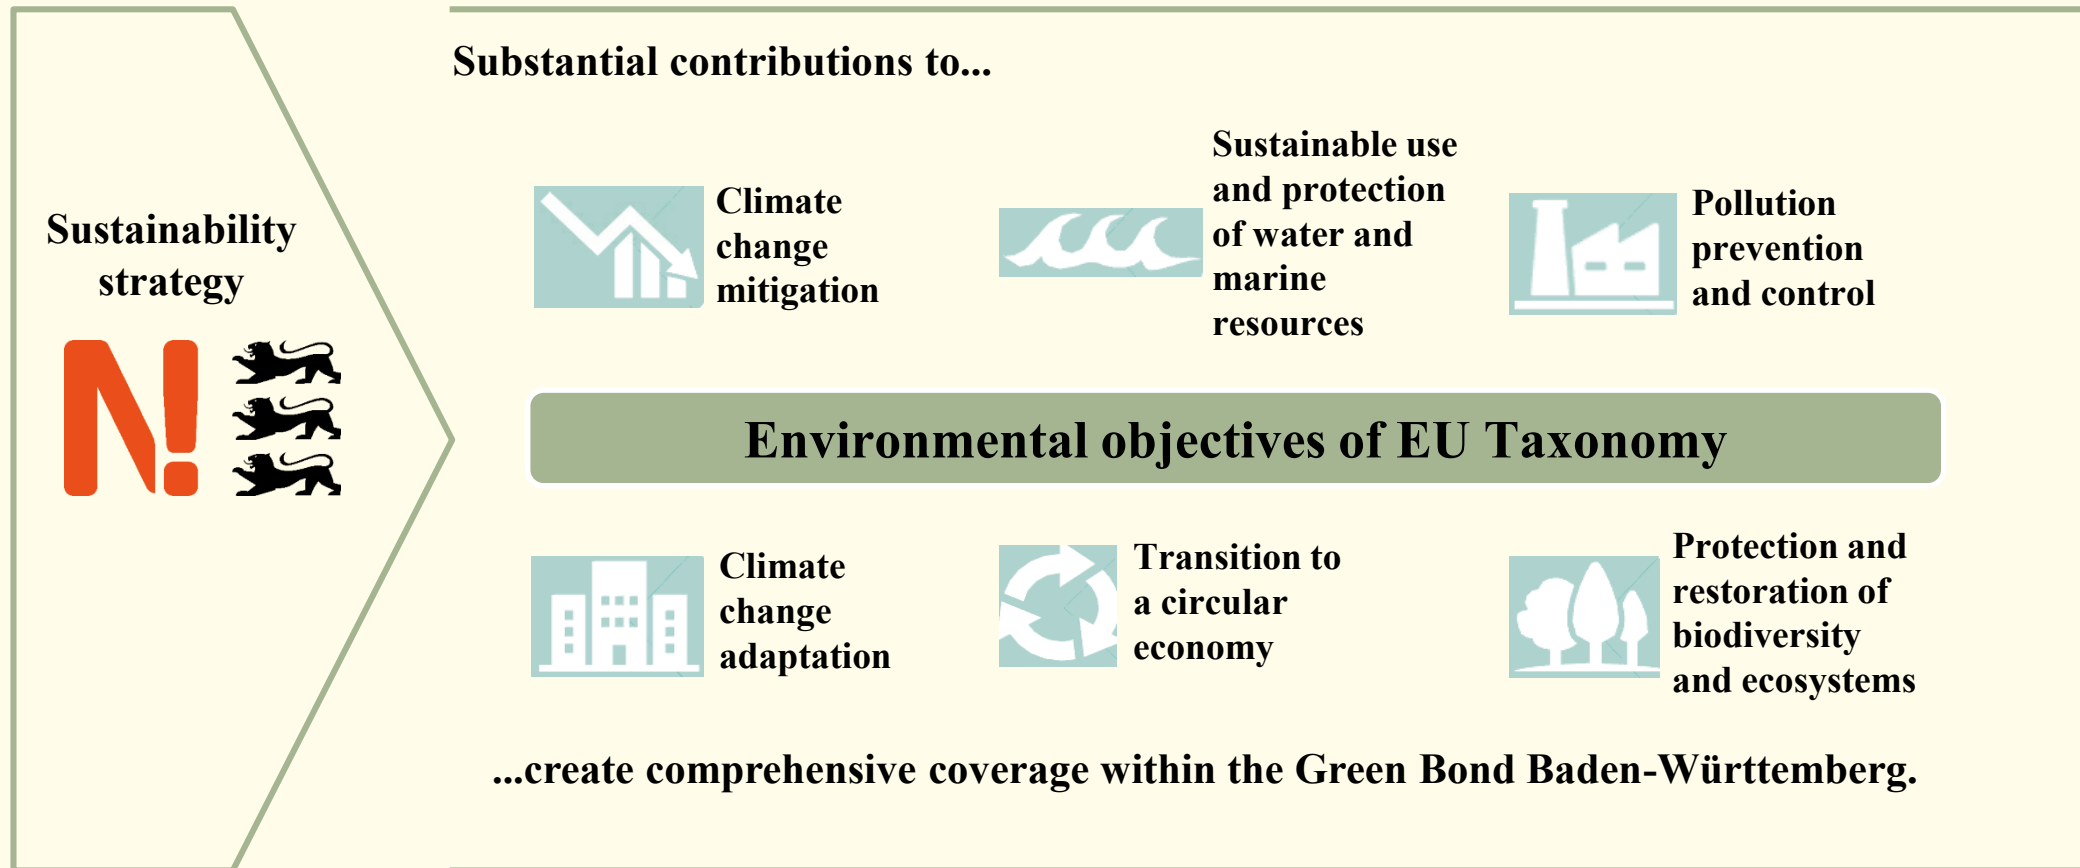 Sustainability
strategy
N!
Substantial contributions to...
Climate
change
mitigation
Sustainable use
and protection
of water and
marine
resources
Pollution
prevention
and control
Environmental objectives of EU Taxonomy
Climate
change
adaptation
Transition to
a circular
economy
Protection and
restoration of
biodiversity
and ecosystems
...create comprehensive coverage within the Green Bond Baden-Württemberg.